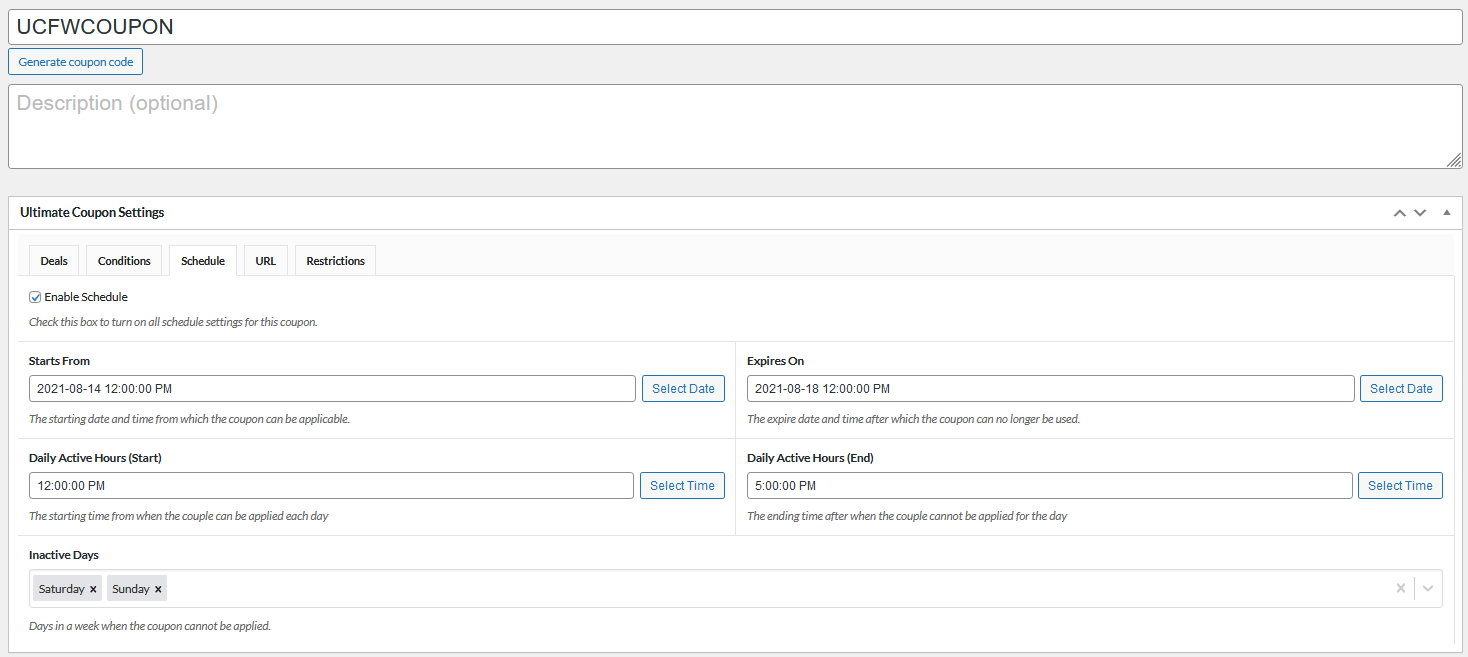 UCFWCOUPON
Generate coupon code
Description (optional)
Ultimate Coupon Settings
Deals Conditions Schedule URL Restrictions
Enable Schedule
Check this box to turn on all schedule settings for this coupon.
Starts From Expires On
2021-08-14 12:00:00 PM Select Date 2021-08-18 12:00:00 PM Select Date
The starting date and time from which the coupon can be applicable. The expire date and time after which the coupon can no longer be used.
Daily Active Hours (Start) Daily Active Hours (End)
12:00:00 PM Select Time 5:00:00 PM Select Time
The starting time from when the couple can be applied each day The ending time after when the couple cannot be applied for the day
Inactive Days
Saturday × Sunday ×
Days in a week when the coupon cannot be applied.